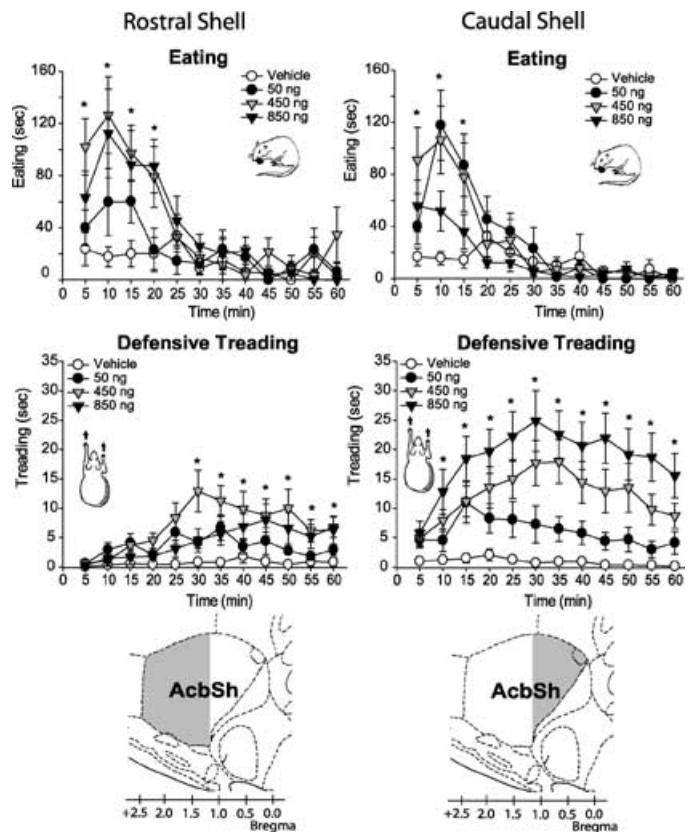 Rostral Shell
Eating
Eating (sec)
160
120
80
40
0
Vehicle
50 ng
450 ng
850 ng
* * * *
0 5 10 15 20 25 30 35 40 45 50 55 60
Time (min)
Caudal Shell
Eating
Eating (sec)
160
120
80
40
0
Vehicle
50 ng
450 ng
850 ng
* * *
0 5 10 15 20 25 30 35 40 45 50 55 60
Time (min)
Defensive Treading
Treading (sec)
35
30
25
20
15
10
5
0
Vehicle
50 ng
450 ng
850 ng
* * * * * * *
0 5 10 15 20 25 30 35 40 45 50 55 60
Time (min)
Defensive Treading
Treading (sec)
35
30
25
20
15
10
5
0
Vehicle
50 ng
450 ng
850 ng
* * * * * * * * * * *
0 5 10 15 20 25 30 35 40 45 50 55 60
Time (min)
AcbSh
+2.5 2.0 1.5 1.0 0.5 0.0
Bregma
AcbSh
+2.5 2.0 1.5 1.0 0.5 0.0
Bregma